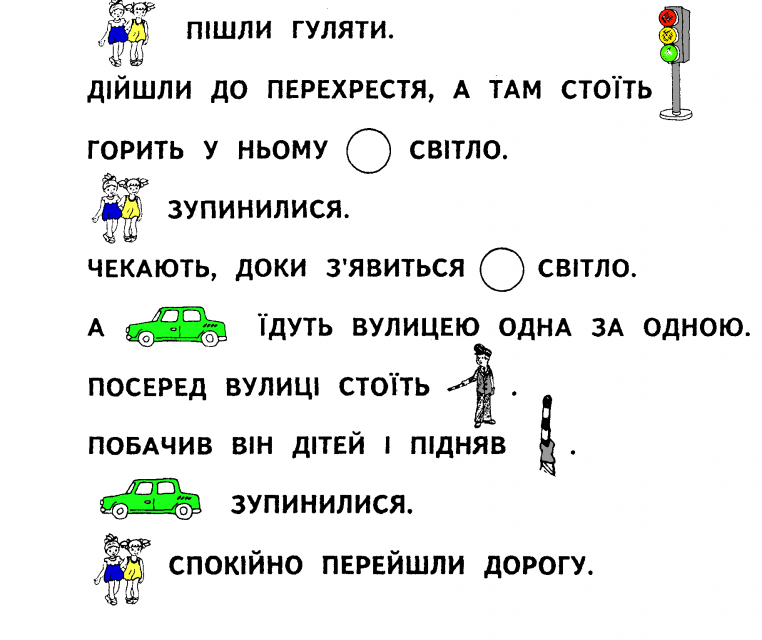 ПІШЛИ ГУЛЯТИ.
ДІЙШЛИ ДО ПЕРЕХРЕСТЯ, А ТАМ СТОЇТЬ
ГОРИТЬ У НЬОМУ СВІТЛО.
ЗУПИНИЛИСЯ.
ЧЕКАЮТЬ, ДОКИ З'ЯВИТЬСЯ СВІТЛО.
А ЇДУТЬ ВУЛИЦЕЮ ОДНА ЗА ОДНОЮ.
ПОСЕРЕД ВУЛИЦІ СТОЇТЬ .
ПОБАЧИВ ВІН ДІТЕЙ І ПІДНЯВ .
ЗУПИНИЛИСЯ.
СПОКІЙНО ПЕРЕЙШЛИ ДОРОГУ.